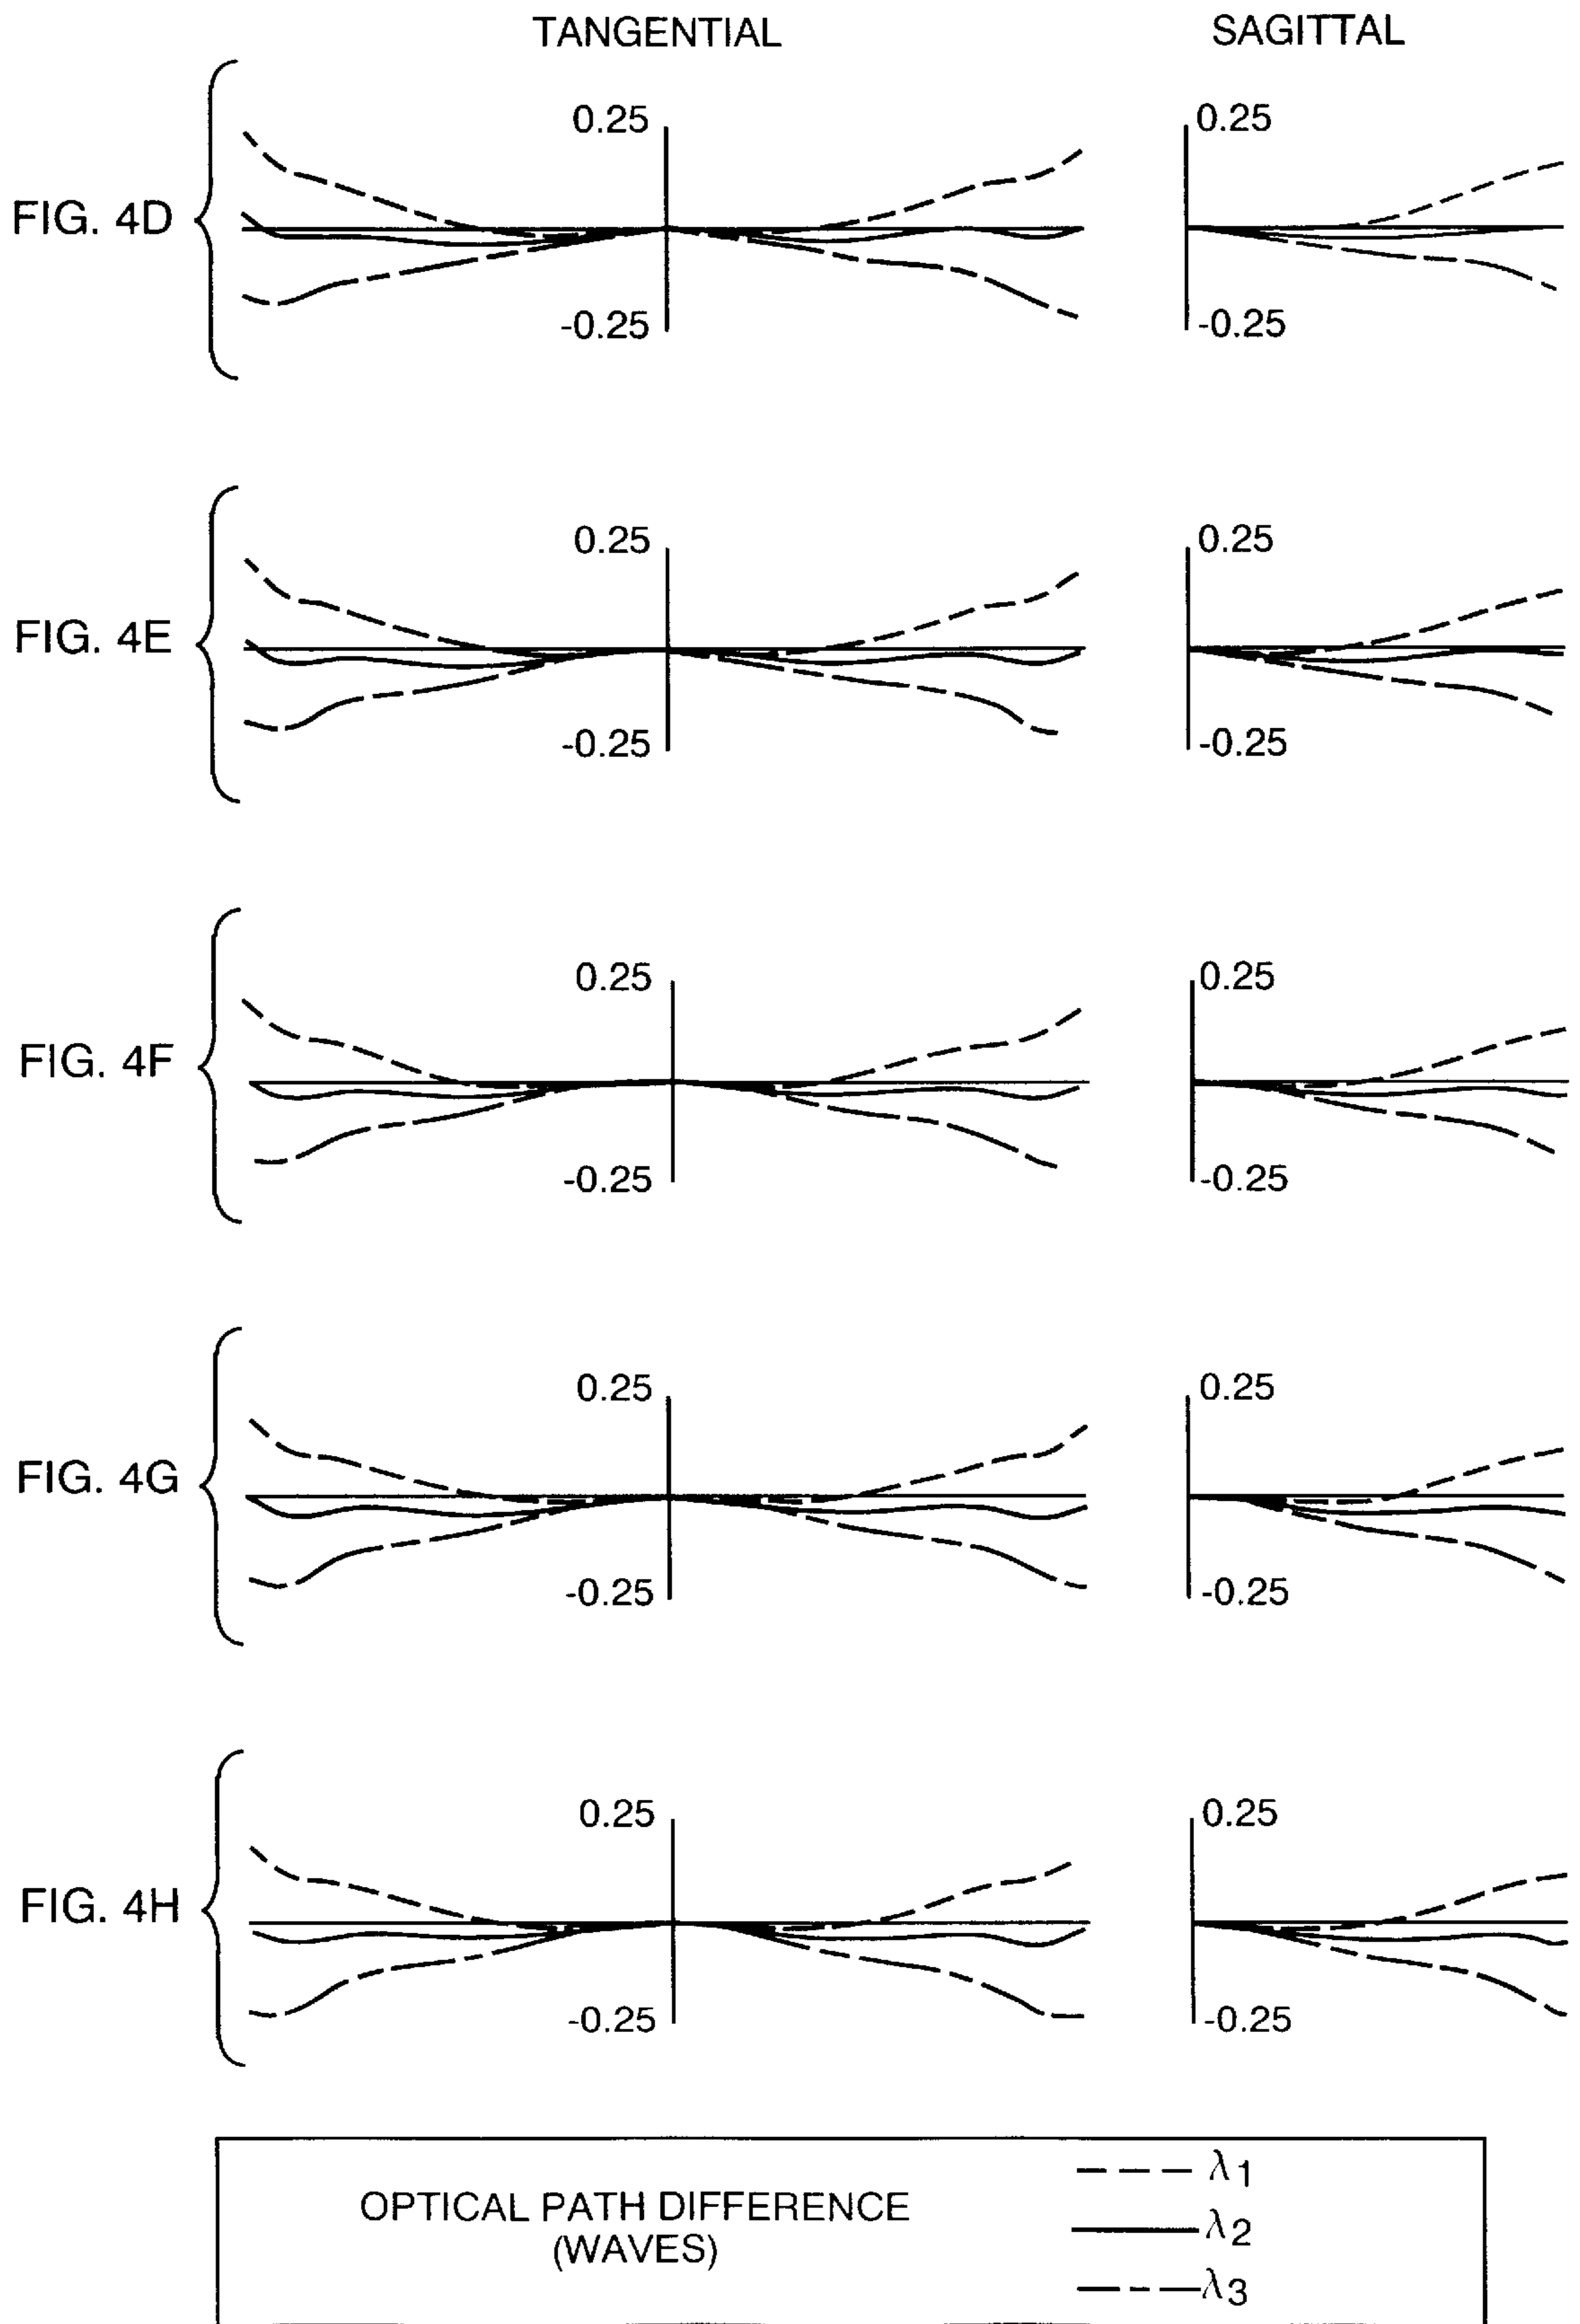 TANGENTIAL SAGITTAL
FIG. 4D
0.25
-0.25
0.25
-0.25
FIG. 4E
0.25
-0.25
0.25
-0.25
FIG. 4F
0.25
-0.25
0.25
-0.25
FIG. 4G
0.25
-0.25
0.25
-0.25
FIG. 4H
0.25
-0.25
0.25
-0.25
OPTICAL PATH DIFFERENCE
(WAVES)
λ1
λ2
λ3